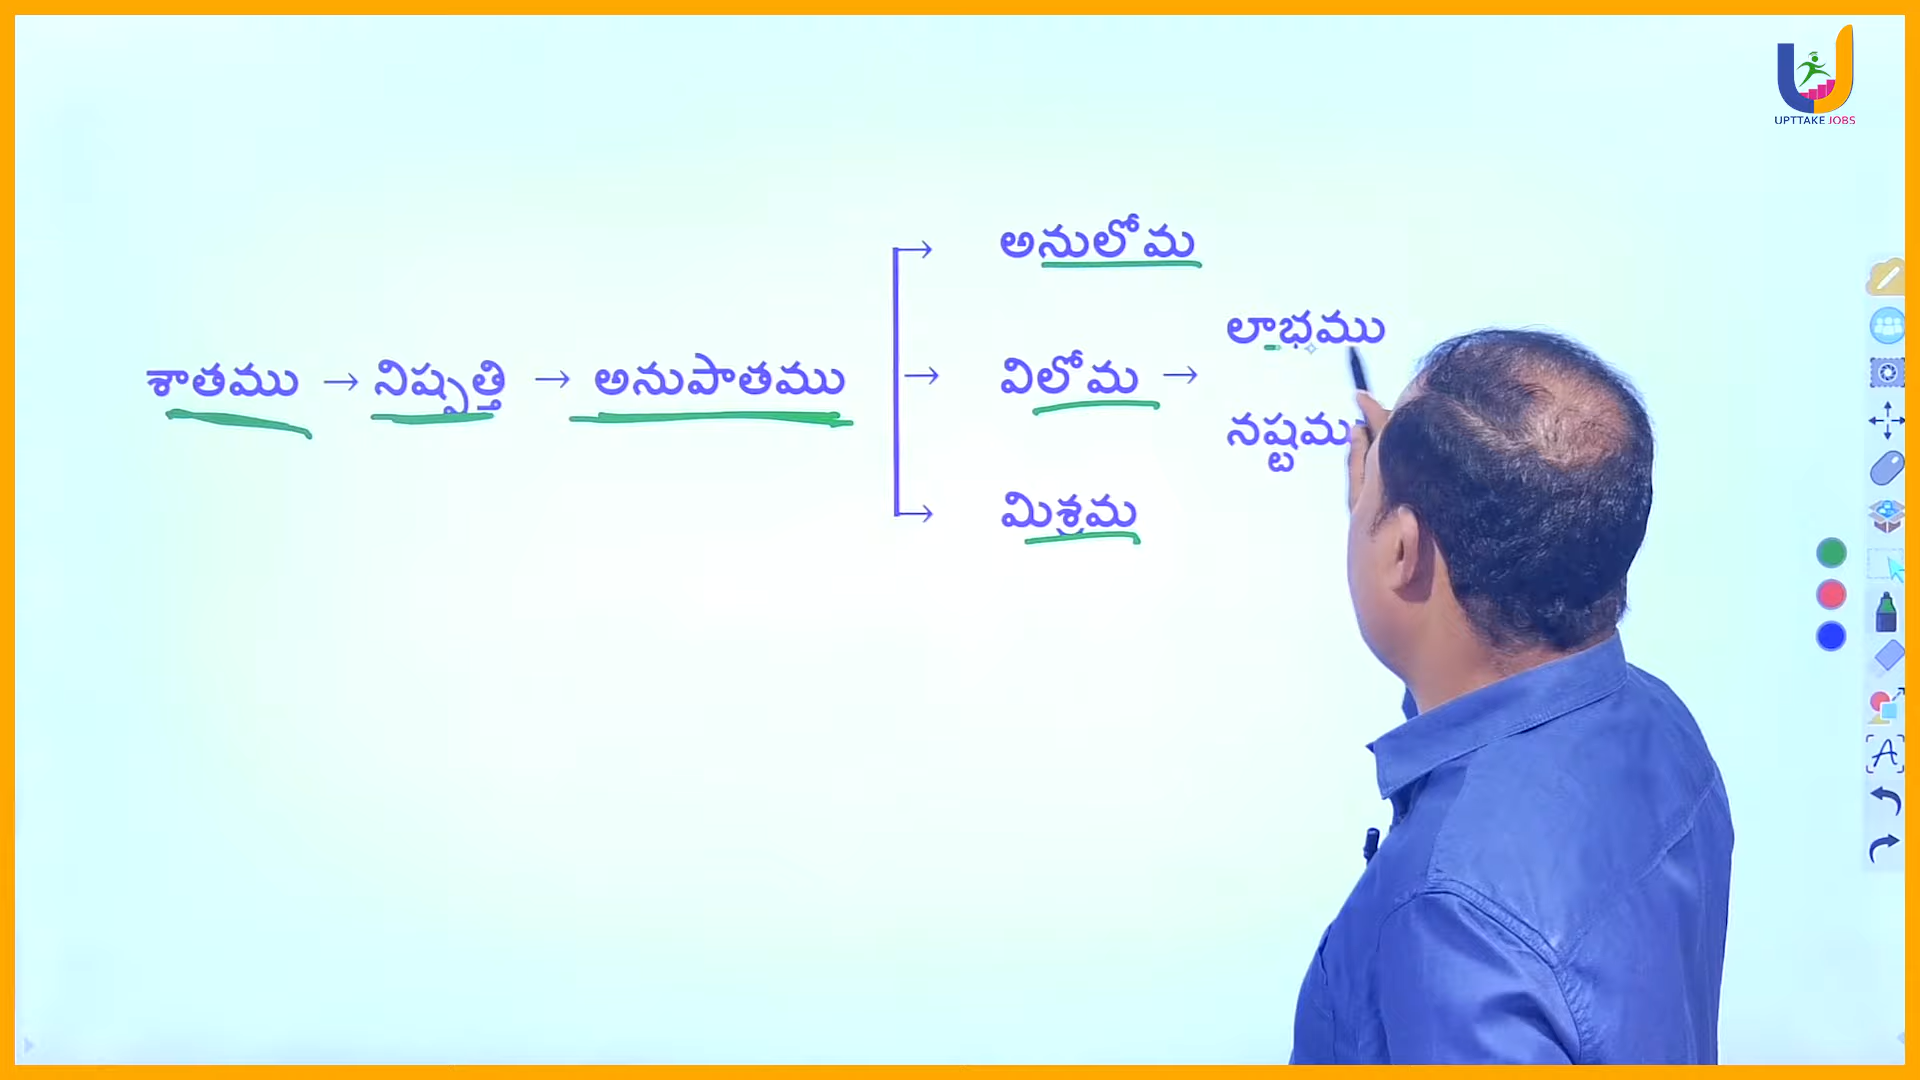 UPTTAKE JOBS
అనులోమ
లాభము
శాతము → నిష్పత్తి → అనుపాతము → విలోమ →
నష్టము
మిశ్రమ